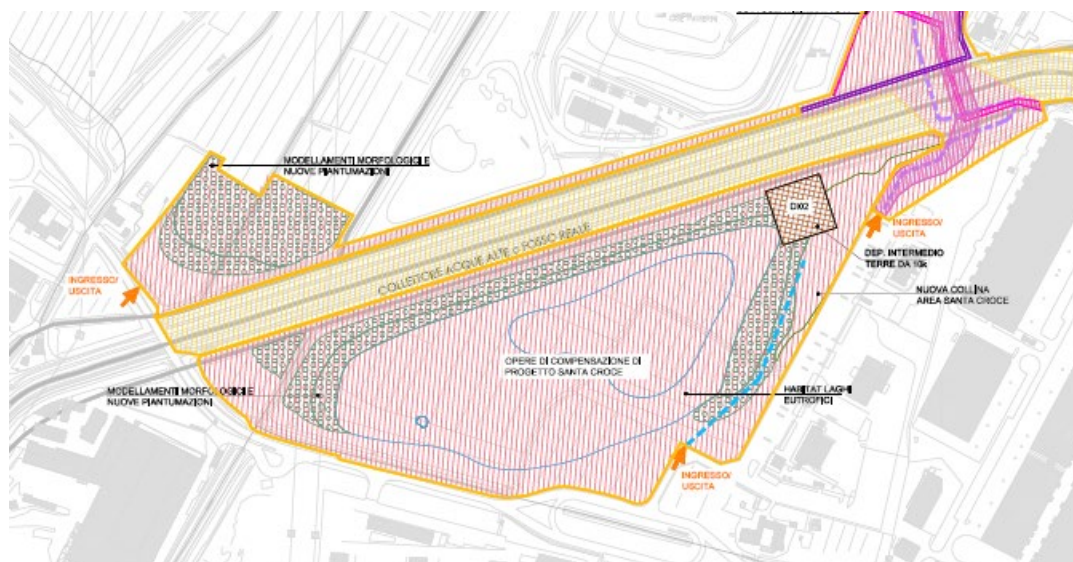 MODELLAMENTI MORFOLOGICI E
NUOVE PIANTUMAZIONI
DI02
INGRESSO/
USCITA
DEP. INTERMEDIO
TERRE DA 10k
INGRESSO/
USCITA
COLLETTORE ACQUE ALTE e FOSSO REALE
NUOVA COLLINA
AREA SANTA CROCE
OPERE DI COMPENSAZIONE DI
PROGETTO SANTA CROCE
MODELLAMENTI MORFOLOGICI E
NUOVE PIANTUMAZIONI
HABITAT LAGHI
EUTROFICI
INGRESSO/
USCITA